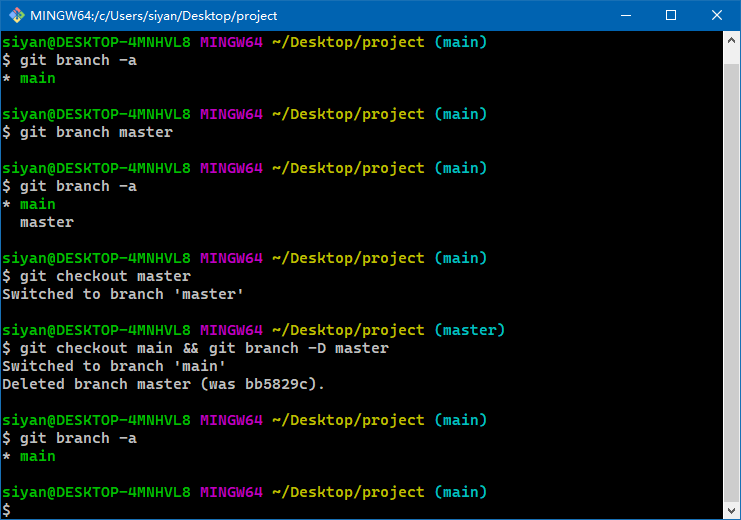 MINGW64:/c/Users/siyan/Desktop/project
siyan@DESKTOP-4MNHVL8 MINGW64 ~/Desktop/project (main)
$ git branch -a
* main
siyan@DESKTOP-4MNHVL8 MINGW64 ~/Desktop/project (main)
$ git branch master
siyan@DESKTOP-4MNHVL8 MINGW64 ~/Desktop/project (main)
$ git branch -a
* main
  master
siyan@DESKTOP-4MNHVL8 MINGW64 ~/Desktop/project (main)
$ git checkout master
Switched to branch 'master'
siyan@DESKTOP-4MNHVL8 MINGW64 ~/Desktop/project (master)
$ git checkout main && git branch -D master
Switched to branch 'main'
Deleted branch master (was bb5829c).
siyan@DESKTOP-4MNHVL8 MINGW64 ~/Desktop/project (main)
$ git branch -a
* main
siyan@DESKTOP-4MNHVL8 MINGW64 ~/Desktop/project (main)
$